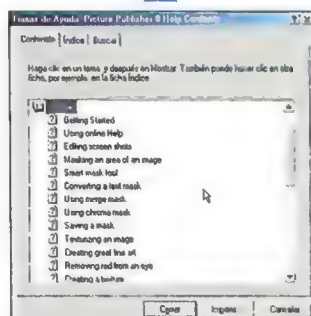 Temas de Ayuda: Picture Publisher 8 Help Contents
Contenido Índice Buscar
Haga clic en un tema y después en Mostrar. También puede hacer clic en otra
ficha, por ejemplo, en la ficha Índice
Getting Started
Using online Help
Editing screen shots
Masking an area of an image
Smart mask tool
Converting a text mask
Using merge mask
Using chroma mask
Saving a mask
Texturizing an image
Creating great line art
Removing red from an eye
Creating a texture
Cerrar Imprimir Cancelar